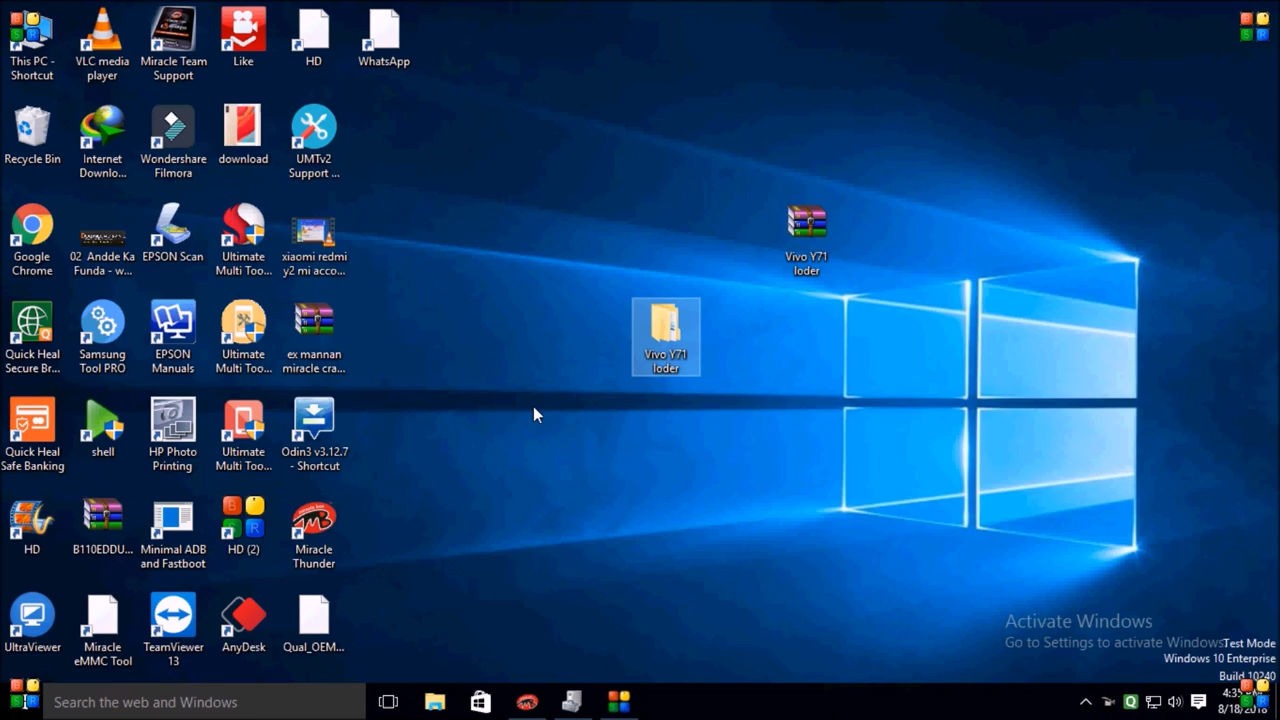 This PC -
Shortcut
VLC media
player
Miracle Team
Support
Like
HD
WhatsApp
Recycle Bin
Internet
Downlo...
Wondershare
Filmora
download
UMTv2
Support ...
Google
Chrome
02 Andde Ka
Funda - w...
EPSON Scan
Ultimate
Multi Too...
xiaomi redmi
y2 mi acco...
Vivo Y71
loder
Quick Heal
Secure Br...
Samsung
Tool PRO
EPSON
Manuals
Ultimate
Multi Too...
ex mannan
miracle cra...
Vivo Y71
loder
Quick Heal
Safe Banking
shell
HP Photo
Printing
Ultimate
Multi Too...
Odin3 v3.12.7
- Shortcut
HD
B110EDDU...
Minimal ADB
and Fastboot
HD (2)
Miracle
Thunder
UltraViewer
Miracle
eMMC Tool
TeamViewer
13
AnyDesk
Qual_OEM...
Activate Windows
Go to Settings to activate Windows
Test Mode
Windows 10 Enterprise
Build 10240
Search the web and Windows
4:35
8/18/2018